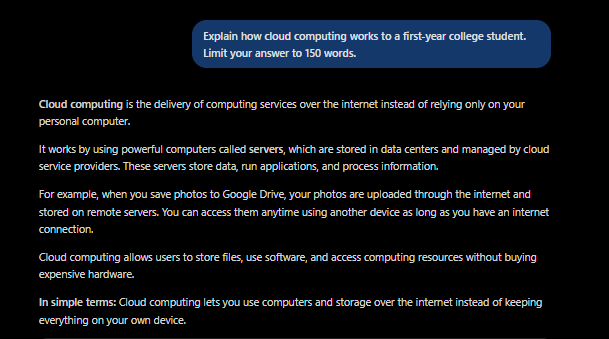 Explain how cloud computing works to a first-year college student.
Limit your answer to 150 words.
Cloud computing is the delivery of computing services over the internet instead of relying only on your
personal computer.
It works by using powerful computers called servers, which are stored in data centers and managed by cloud
service providers. These servers store data, run applications, and process information.
For example, when you save photos to Google Drive, your photos are uploaded through the internet and
stored on remote servers. You can access them anytime using another device as long as you have an internet
connection.
Cloud computing allows users to store files, use software, and access computing resources without buying
expensive hardware.
In simple terms: Cloud computing lets you use computers and storage over the internet instead of keeping
everything on your own device.